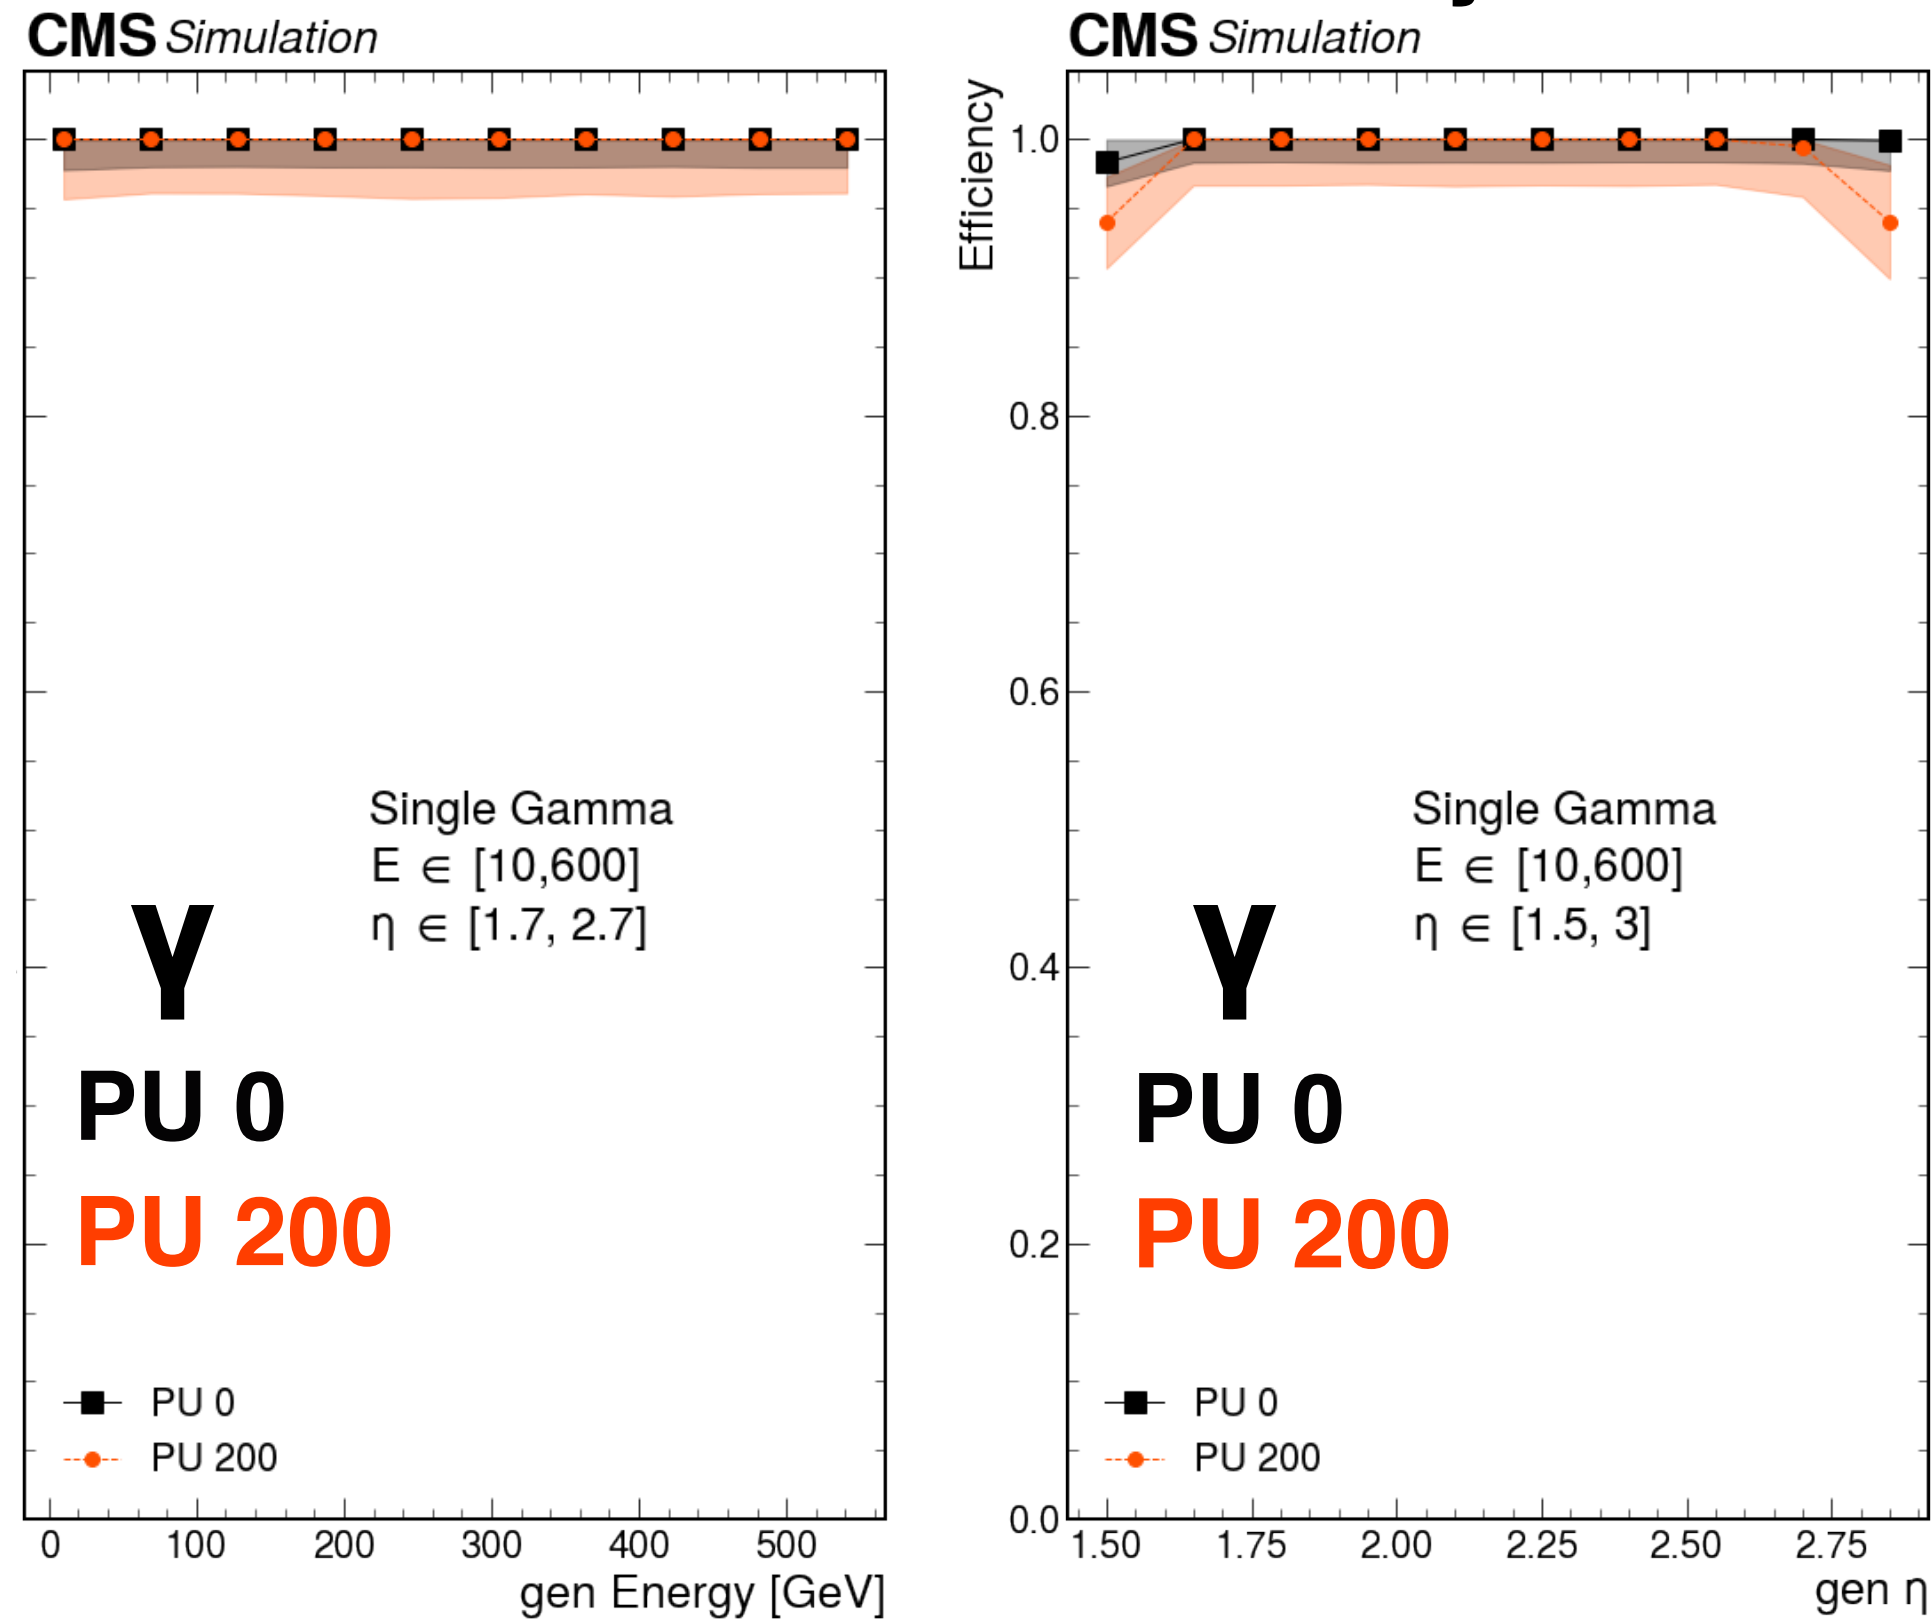 CMS Simulation
Single Gamma
E ∈ [10,600]
η ∈ [1.7, 2.7]
γ
PU 0
PU 200
PU 0
PU 200
0 100 200 300 400 500
gen Energy [GeV]
CMS Simulation
Efficiency
1.0
0.8
0.6
0.4
0.2
0.0
Single Gamma
E ∈ [10,600]
η ∈ [1.5, 3]
γ
PU 0
PU 200
PU 0
PU 200
1.50 1.75 2.00 2.25 2.50 2.75
gen η